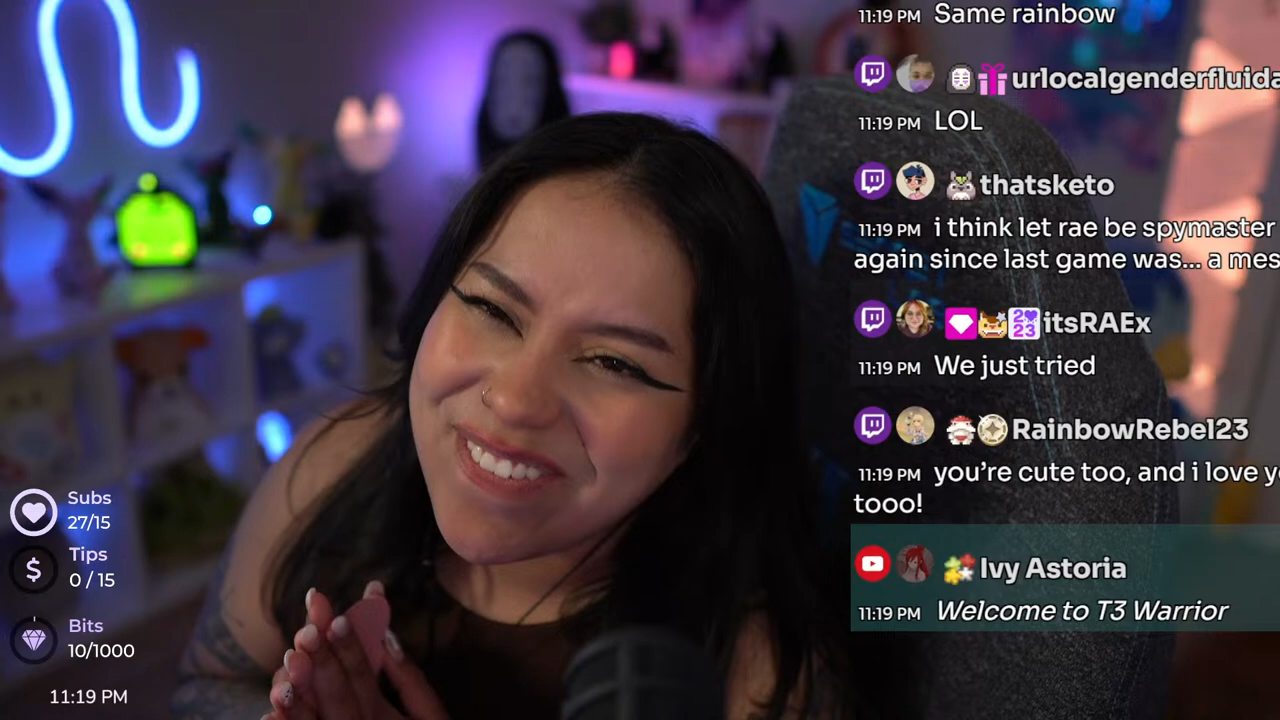 11:19 PM Same rainbow
urlocalgenderfluida
11:19 PM LOL
thatsketo
11:19 PM i think let rae be spymaster
again since last game was... a mes
2023 itsRAEx
11:19 PM We just tried
RainbowRebel23
11:19 PM you’re cute too, and i love y
tooo!
Ivy Astoria
11:19 PM Welcome to T3 Warrior
Subs
27/15
$ Tips
0 / 15
Bits
10/1000
11:19 PM